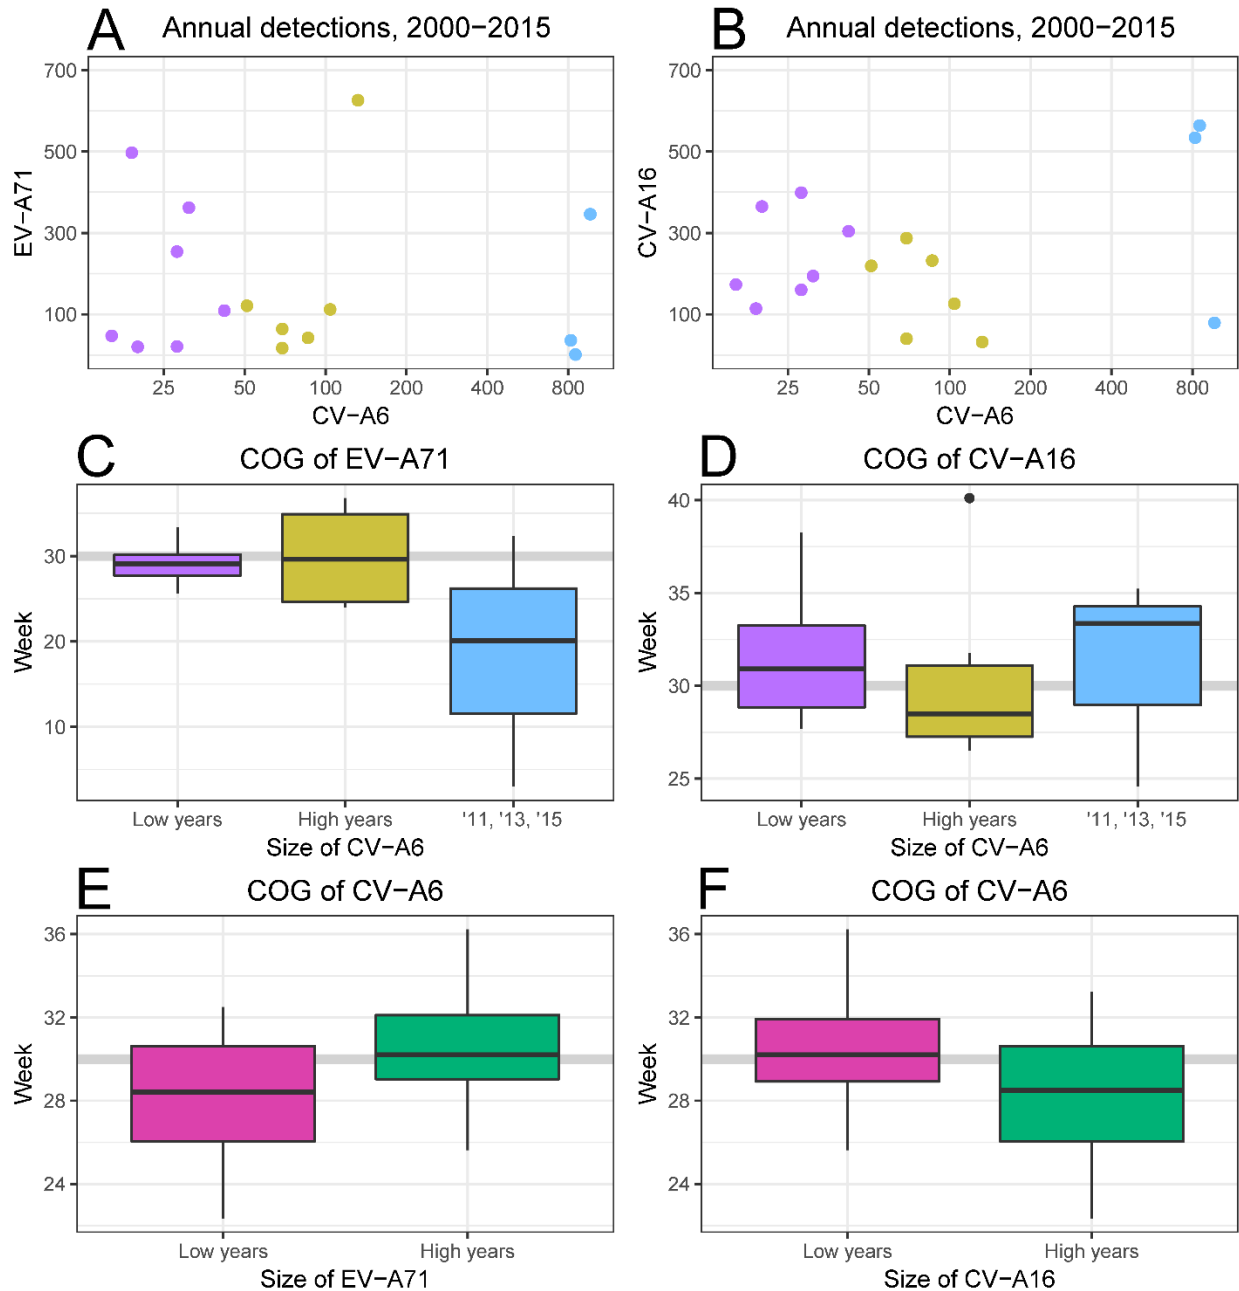 A Annual detections, 2000−2015
700
500
300
100
EV−A71
25 50 100 200 400 800
CV−A6
B Annual detections, 2000−2015
700
500
300
100
CV−A16
25 50 100 200 400 800
CV−A6
C COG of EV−A71
30
20
10
Week
Low years High years '11, '13, '15
Size of CV−A6
D COG of CV−A16
40
35
30
25
Week
Low years High years '11, '13, '15
Size of CV−A6
E COG of CV−A6
36
32
28
24
Week
Low years High years
Size of EV−A71
F COG of CV−A6
36
32
28
24
Week
Low years High years
Size of CV−A16